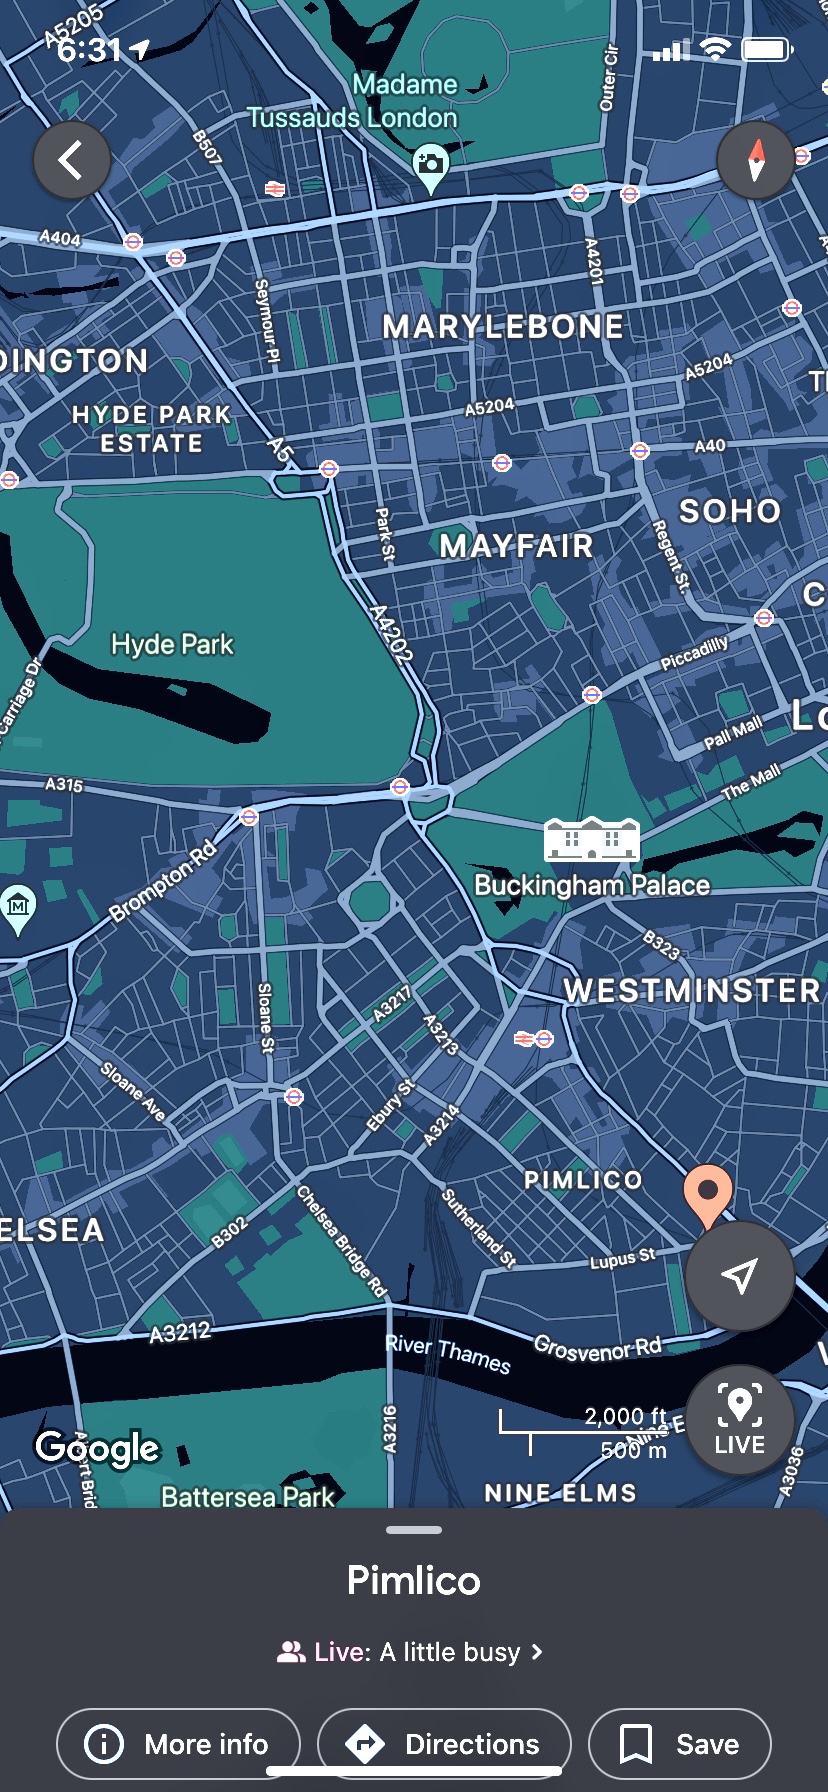 A5205
6:31
Outer Cir
Madame
Tussauds London
B507
A404
A4201
Seymour Pl
MARYLEBONE
DINGTON
A5204
HYDE PARK
ESTATE
A5204
A5
A40
Park St
SOHO
MAYFAIR
Regent St.
A4202
Hyde Park
Piccadilly
Carriage Dr
Pall Mall
The Mall
A315
Brompton Rd
Buckingham Palace
B323
WESTMINSTER
Sloane St
A3217
A3213
Sloane Ave
Ebury St
A3214
PIMLICO
ELSEA
B302
Chelsea Bridge Rd
Sutherland St
Lupus St
A3212
River Thames
Grosvenor Rd
2,000 ft
500 m
Nine E
LIVE
Google
A3216
A3036
Battersea Park
NINE ELMS
Pimlico
Live: A little busy
More info
Directions
Save